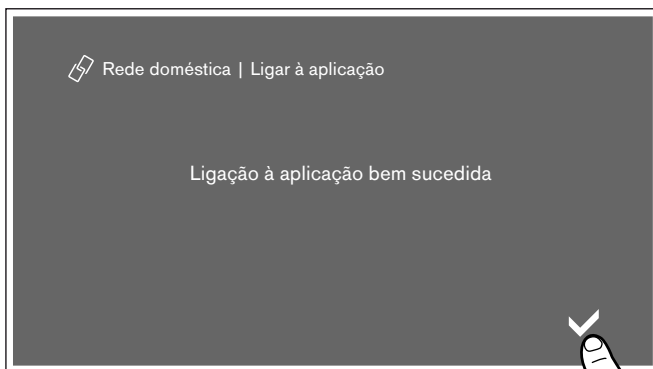 Rede doméstica | Ligar à aplicação
Ligação à aplicação bem sucedida